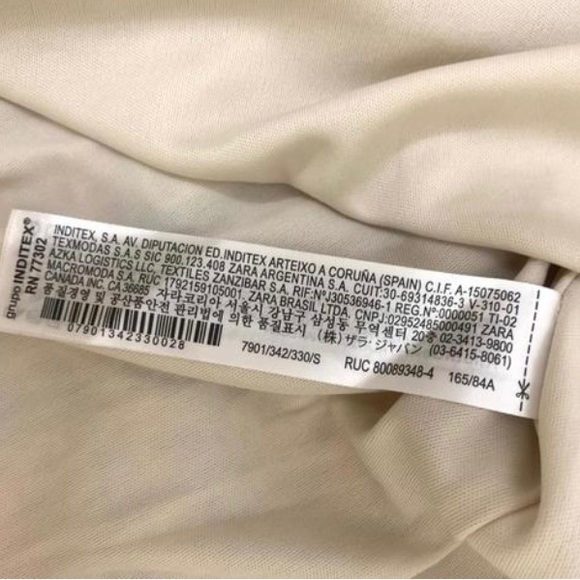 grupo INDITEX®
RN 77302
INDITEX, S.A. AV. DIPUTACION ED.INDITEX ARTEIXO A CORUÑA (SPAIN) C.I.F. A-15075062
TEXMODAS S.A.S SIC 900.123.408 ZARA ARGENTINA S.A. CUIT:30-69314836-3 V-310-01
AZKA LOGISTICS LLC, TEXTILES ZANZIBAR S.A. RIF:Nº J30536946-1 REG.Nº:0000051 TI-02
MACROMODA S.A. RUC 1792159105001, ZARA BRASIL LTDA. CNPJ:02952485000491 ZARA
CANADA INC. CA 36685 자라코리아 서울시, 강남구 삼성동 무역센터 20층 02-3413-9800
품질경영 및 공산품안전 관리법에 의한 품질표시 (株) ザラ・ジャパン (03-6415-8061)
07901342330028
7901/342/330/S
RUC 80089348-4
165/84A